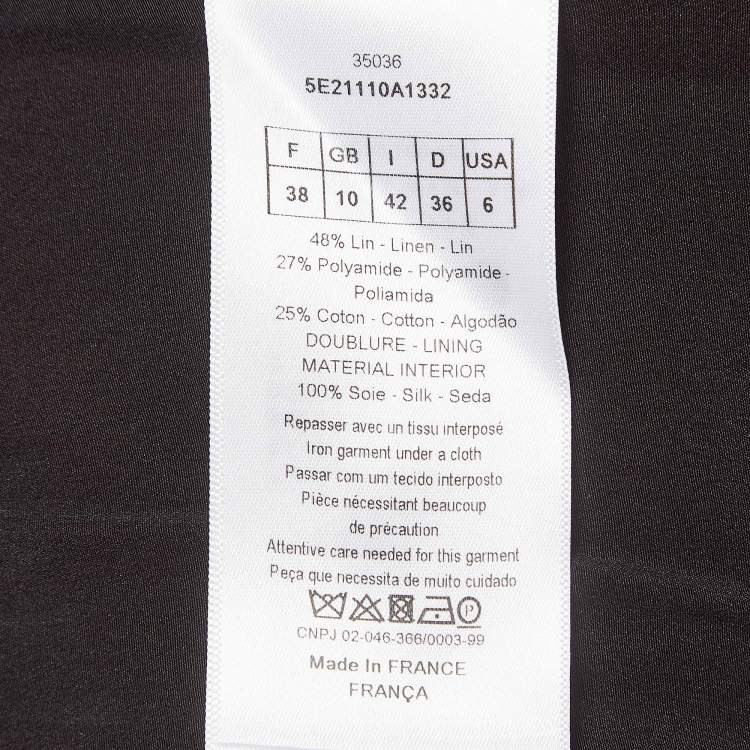 35036
5E21110A1332
F GB I D USA
38 10 42 36 6
48% Lin - Linen - Lin
27% Polyamide - Polyamide -
Poliamida
25% Coton - Cotton - Algodão
DOUBLURE - LINING
MATERIAL INTERIOR
100% Soie - Silk - Seda
Repasser avec un tissu interposé
Iron garment under a cloth
Passar com um tecido interposto
Pièce nécessitant beaucoup
de précaution
Attentive care needed for this garment
Peça que necessita de muito cuidado
P
CNPJ 02-046-366/0003-99
Made In FRANCE
FRANÇA